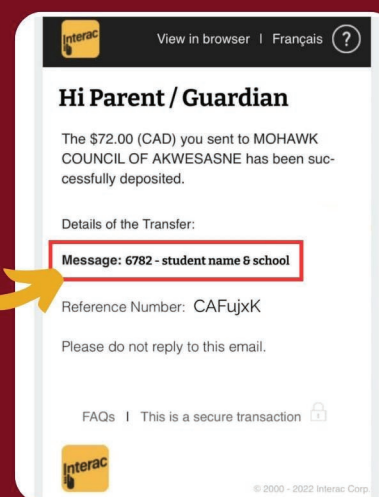 Interac
View in browser | Français ?
Hi Parent / Guardian
The $72.00 (CAD) you sent to MOHAWK
COUNCIL OF AKWESASNE has been suc-
cessfully deposited.
Details of the Transfer:
Message: 6782 - student name & school
Reference Number: CAFujxK
Please do not reply to this email.
FAQs | This is a secure transaction
Interac
© 2000 - 2022 Interac Corp.